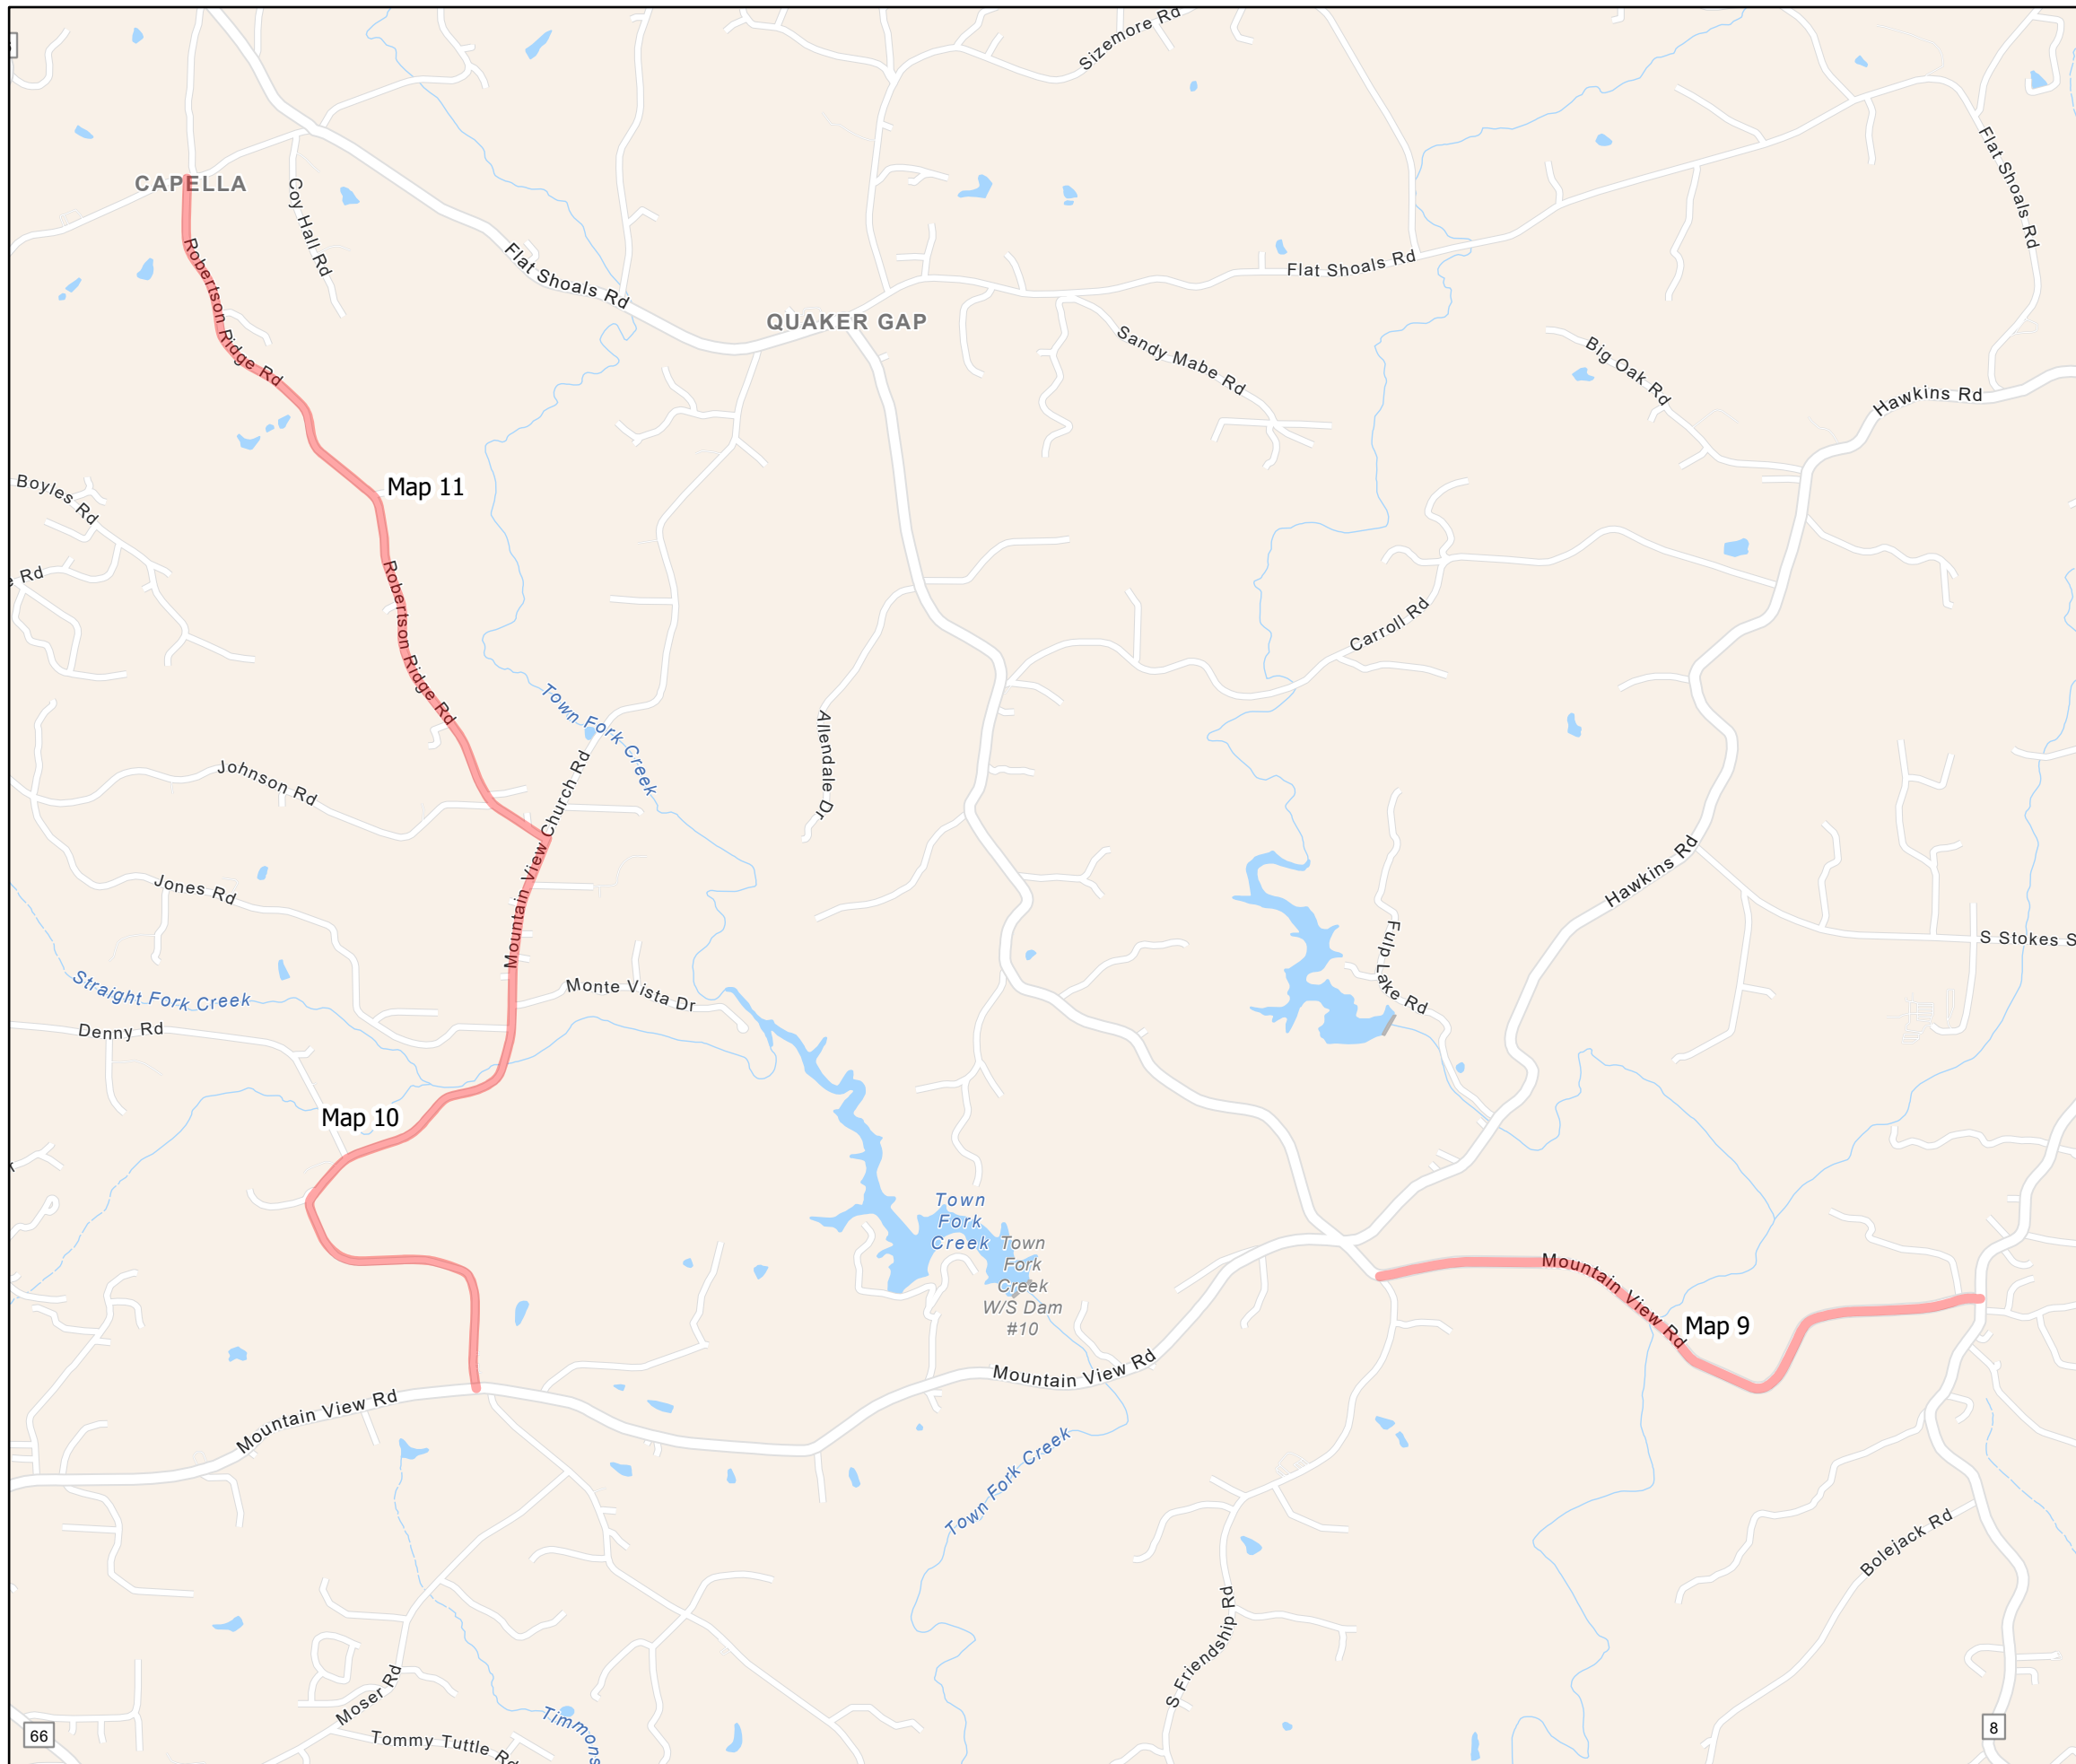 Sizemore Rd
Flat Shoals Rd
CAPELLA
Coy Hall Rd
Robertson Ridge Rd
Flat Shoals Rd
Flat Shoals Rd
QUAKER GAP
Sandy Mabe Rd
Big Oak Rd
Hawkins Rd
Map 11
Boyles Rd
e Rd
Robertson Ridge Rd
Carroll Rd
Town Fork Creek
Allendale Dr
Johnson Rd
Mountain View Church Rd
Jones Rd
Hawkins Rd
Fulp Lake Rd
S Stokes S
Straight Fork Creek
Monte Vista Dr
Denny Rd
Map 10
Town
Fork
Creek
Town
Fork
Creek
W/S Dam
#10
Mountain View Rd
Map 9
Mountain View Rd
Mountain View Rd
Town Fork Creek
Bolejack Rd
S Friendship Rd
Moser Rd
Timmons
Tommy Tuttle Rd
66
8